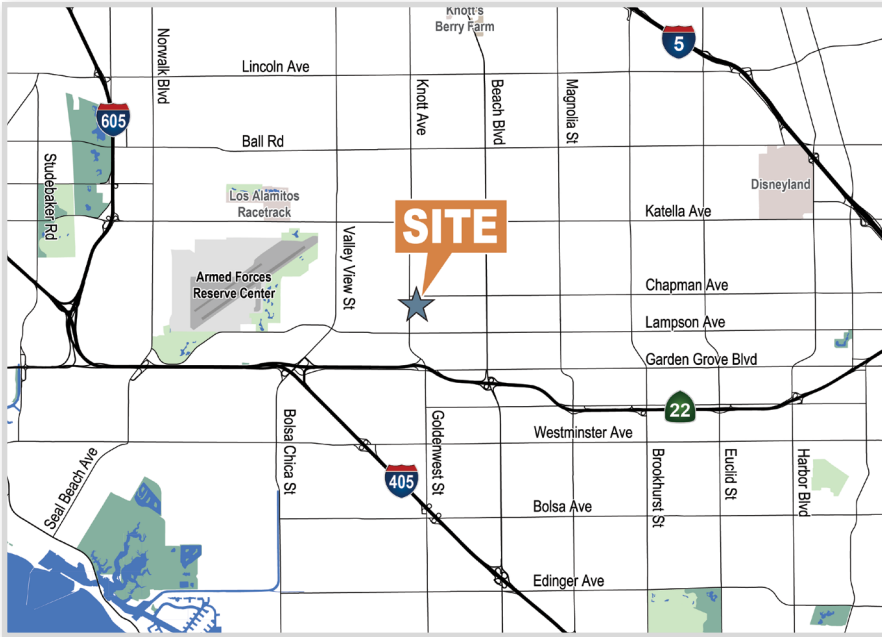 Knott's
Berry Farm
5
Norwalk Blvd
Lincoln Ave
Knott Ave
Beach Blvd
Magnolia St
605
Ball Rd
Studebaker Rd
Disneyland
Los Alamitos
Racetrack
SITE
Katella Ave
Valley View St
Armed Forces
Reserve Center
Chapman Ave
Lampson Ave
Garden Grove Blvd
22
Bolsa Chica St
Goldenwest St
Westminster Ave
Seal Beach Ave
405
Brookhurst St
Euclid St
Harbor Blvd
Bolsa Ave
Edinger Ave